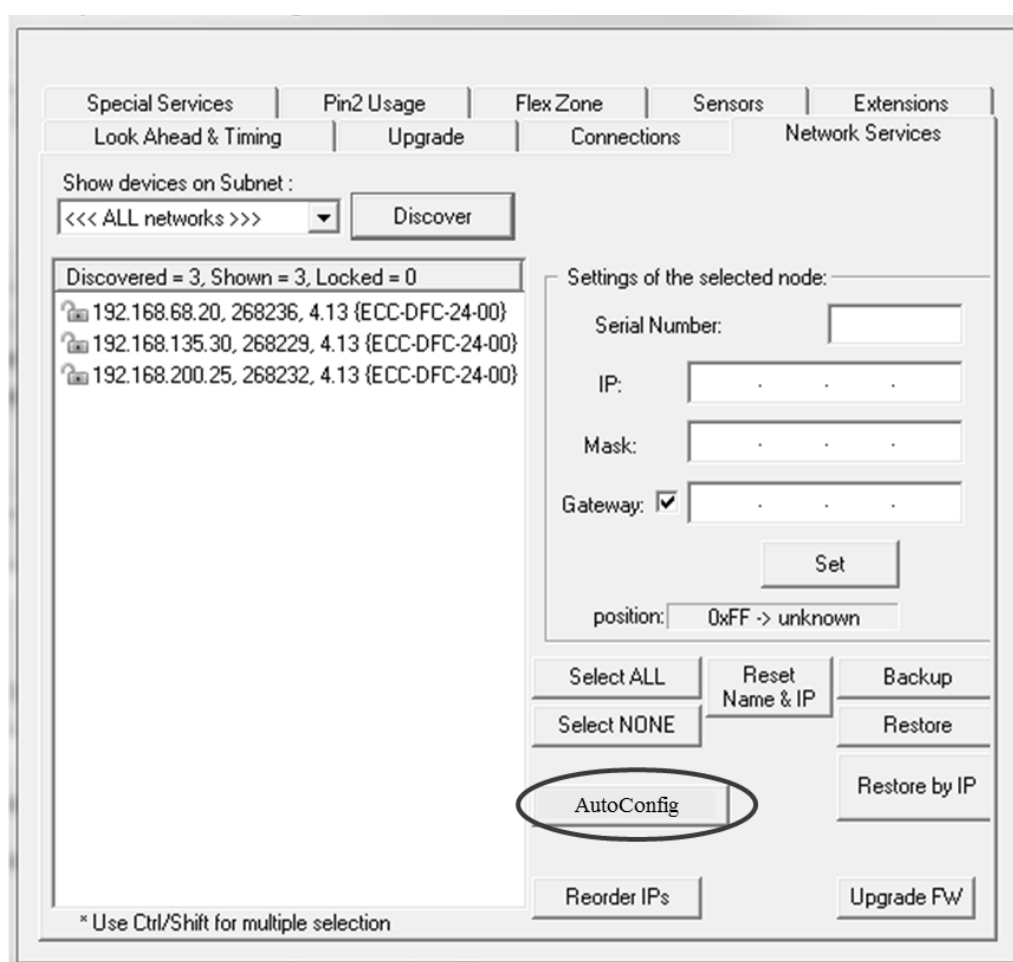 Special Services Pin2 Usage Flex Zone Sensors Extensions
Look Ahead & Timing Upgrade Connections Network Services
Show devices on Subnet :
<<< ALL networks >>> Discover
Discovered = 3, Shown = 3, Locked = 0
192.168.68.20, 268236, 4.13 {ECC-DFC-24-00}
192.168.135.30, 268229, 4.13 {ECC-DFC-24-00}
192.168.200.25, 268232, 4.13 {ECC-DFC-24-00}
Settings of the selected node:
Serial Number:
IP: . . .
Mask: . . .
Gateway: . . .
Set
position: 0xFF -> unknown
Select ALL
Reset
Name & IP
Backup
Select NONE
Restore
Restore by IP
AutoConfig
Reorder IPs
Upgrade FW
* Use Ctrl/Shift for multiple selection